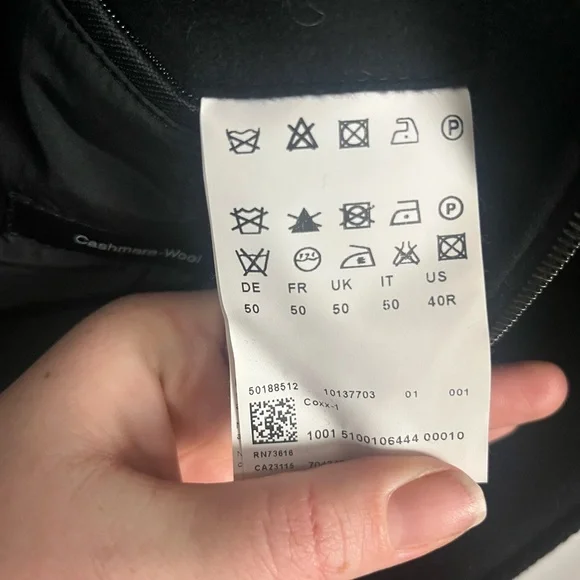 P
P
Cashmere-Wool
DE FR UK IT US
50 50 50 50 40R
50188512 10137703 01 001
Coxx-1
1001 5100106444 00010
RN73616
CA23115